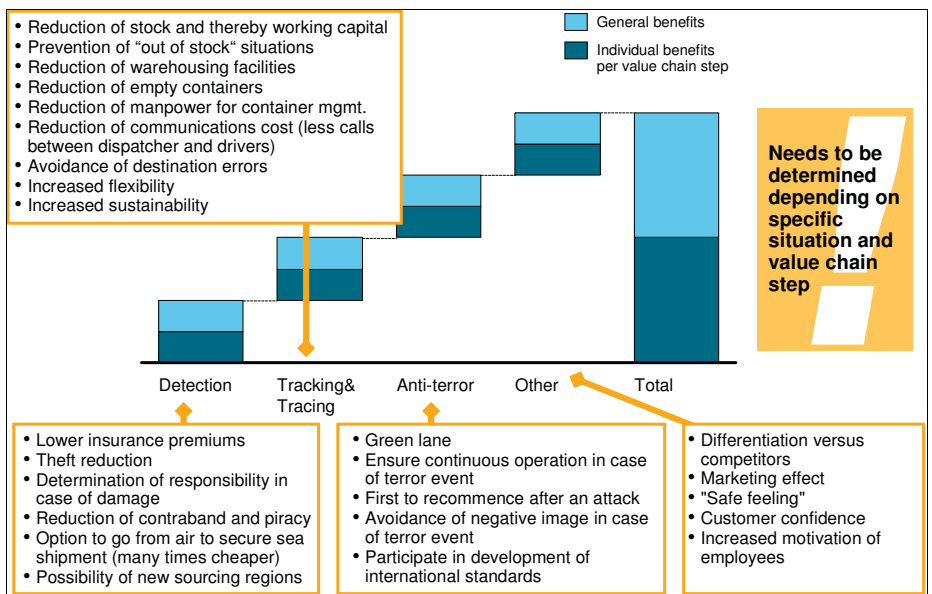 • Reduction of stock and thereby working capital
• Prevention of “out of stock“ situations
• Reduction of warehousing facilities
• Reduction of empty containers
• Reduction of manpower for container mgmt.
• Reduction of communications cost (less calls
between dispatcher and drivers)
• Avoidance of destination errors
• Increased flexibility
• Increased sustainability
General benefits
Individual benefits
per value chain step
Needs to be
determined
depending on
specific
situation and
value chain
step
!
Detection
Tracking&
Tracing
Anti-terror
Other
Total
• Lower insurance premiums
• Theft reduction
• Determination of responsibility in
case of damage
• Reduction of contraband and piracy
• Option to go from air to secure sea
shipment (many times cheaper)
• Possibility of new sourcing regions
• Green lane
• Ensure continuous operation in case
of terror event
• First to recommence after an attack
• Avoidance of negative image in case
of terror event
• Participate in development of
international standards
• Differentiation versus
competitors
• Marketing effect
• "Safe feeling"
• Customer confidence
• Increased motivation of
employees